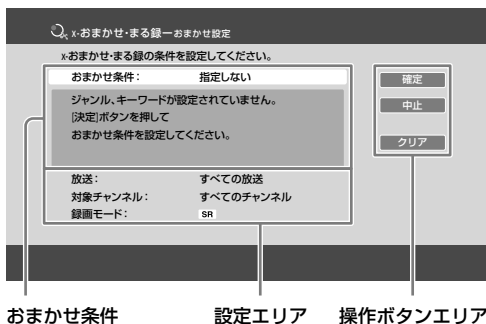 x-おまかせ・まる録ーおまかせ設定
x-おまかせ・まる録の条件を設定してください。
おまかせ条件： 指定しない
ジャンル、キーワードが設定されていません。
[決定]ボタンを押して
おまかせ条件を設定してください。
放送： すべての放送
対象チャンネル： すべてのチャンネル
録画モード： SR
確定
中止
クリア
おまかせ条件 設定エリア 操作ボタンエリア